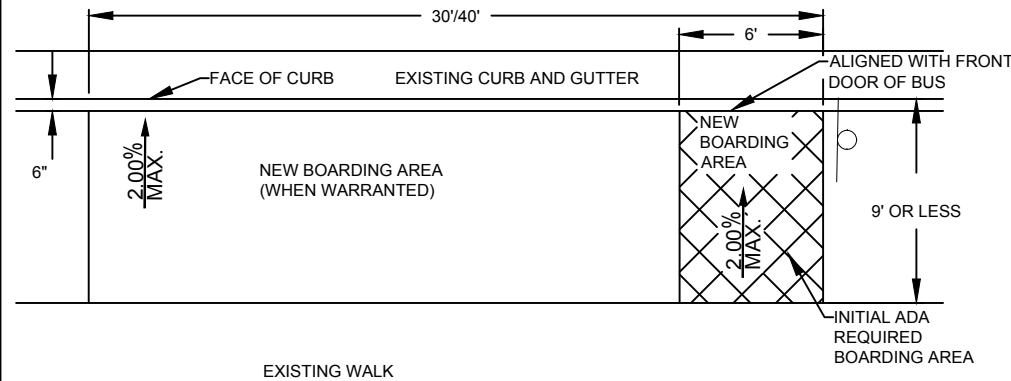 30'/40'
6'
FACE OF CURB
EXISTING CURB AND GUTTER
ALIGNED WITH FRONT
DOOR OF BUS
6"
2.00%
MAX.
NEW BOARDING AREA
(WHEN WARRANTED)
NEW
BOARDING
AREA
2.00%
MAX.
9' OR LESS
INITIAL ADA
REQUIRED
BOARDING AREA
EXISTING WALK